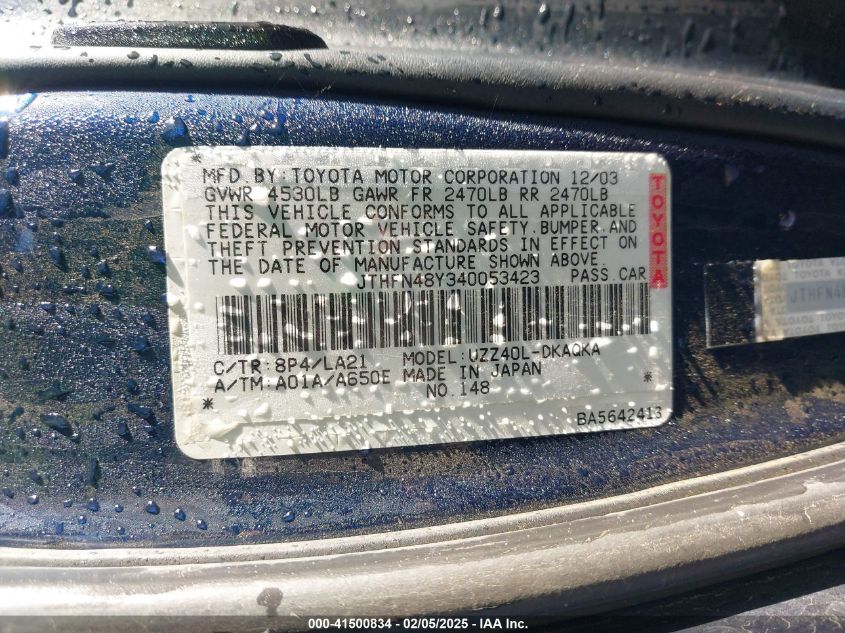 MFD BY: TOYOTA MOTOR CORPORATION 12/03
GVWR 4530LB GAWR FR 2470LB RR 2470LB
THIS VEHICLE CONFORMS TO ALL APPLICABLE
FEDERAL MOTOR VEHICLE SAFETY, BUMPER, AND
THEFT PREVENTION STANDARDS IN EFFECT ON
THE DATE OF MANUFACTURE SHOWN ABOVE.
JTHFN48Y340053423 PASS.CAR
TOYOTA
C/TR: 8P4/LA21 MODEL: UZZ40L-DKAQKA
A/TM: A01A/A650E MADE IN JAPAN
NO.148
BA5642413
JTHFN48
000-41500834 - 02/05/2025 - IAA Inc.